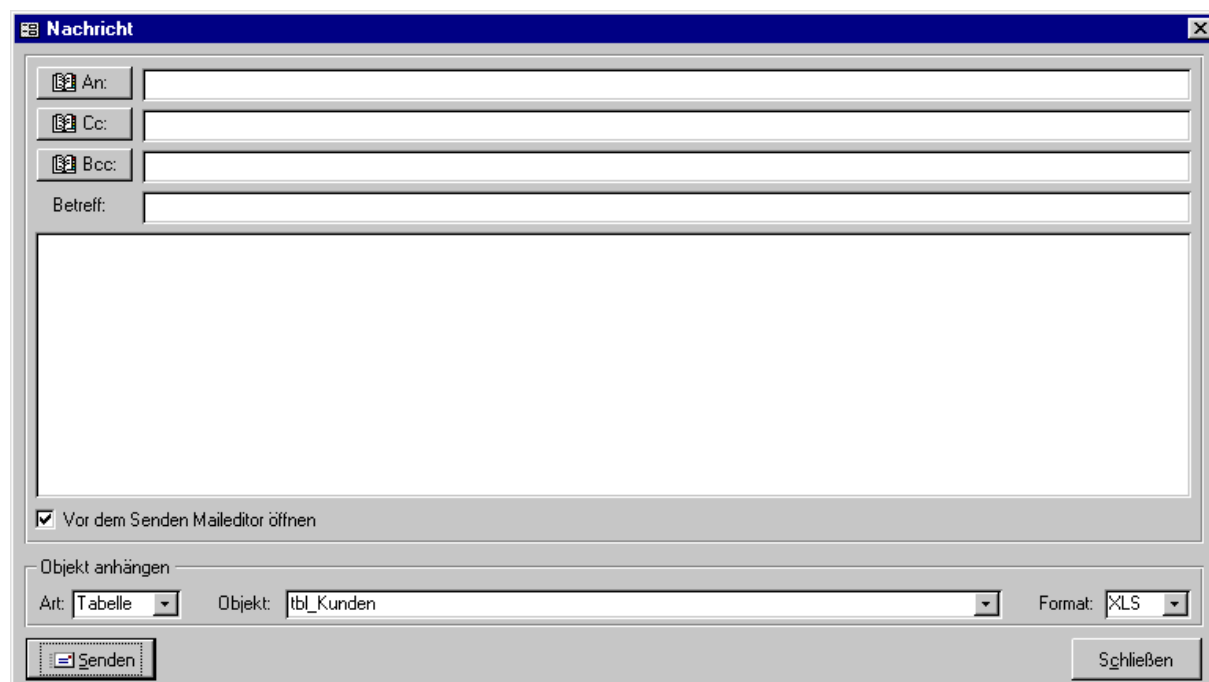 Nachricht
An:
Cc:
Bcc:
Betreff:
Vor dem Senden Maileditor öffnen
Objekt anhängen
Art: Tabelle Objekt: tbl_Kunden Format: XLS
Senden Schließen